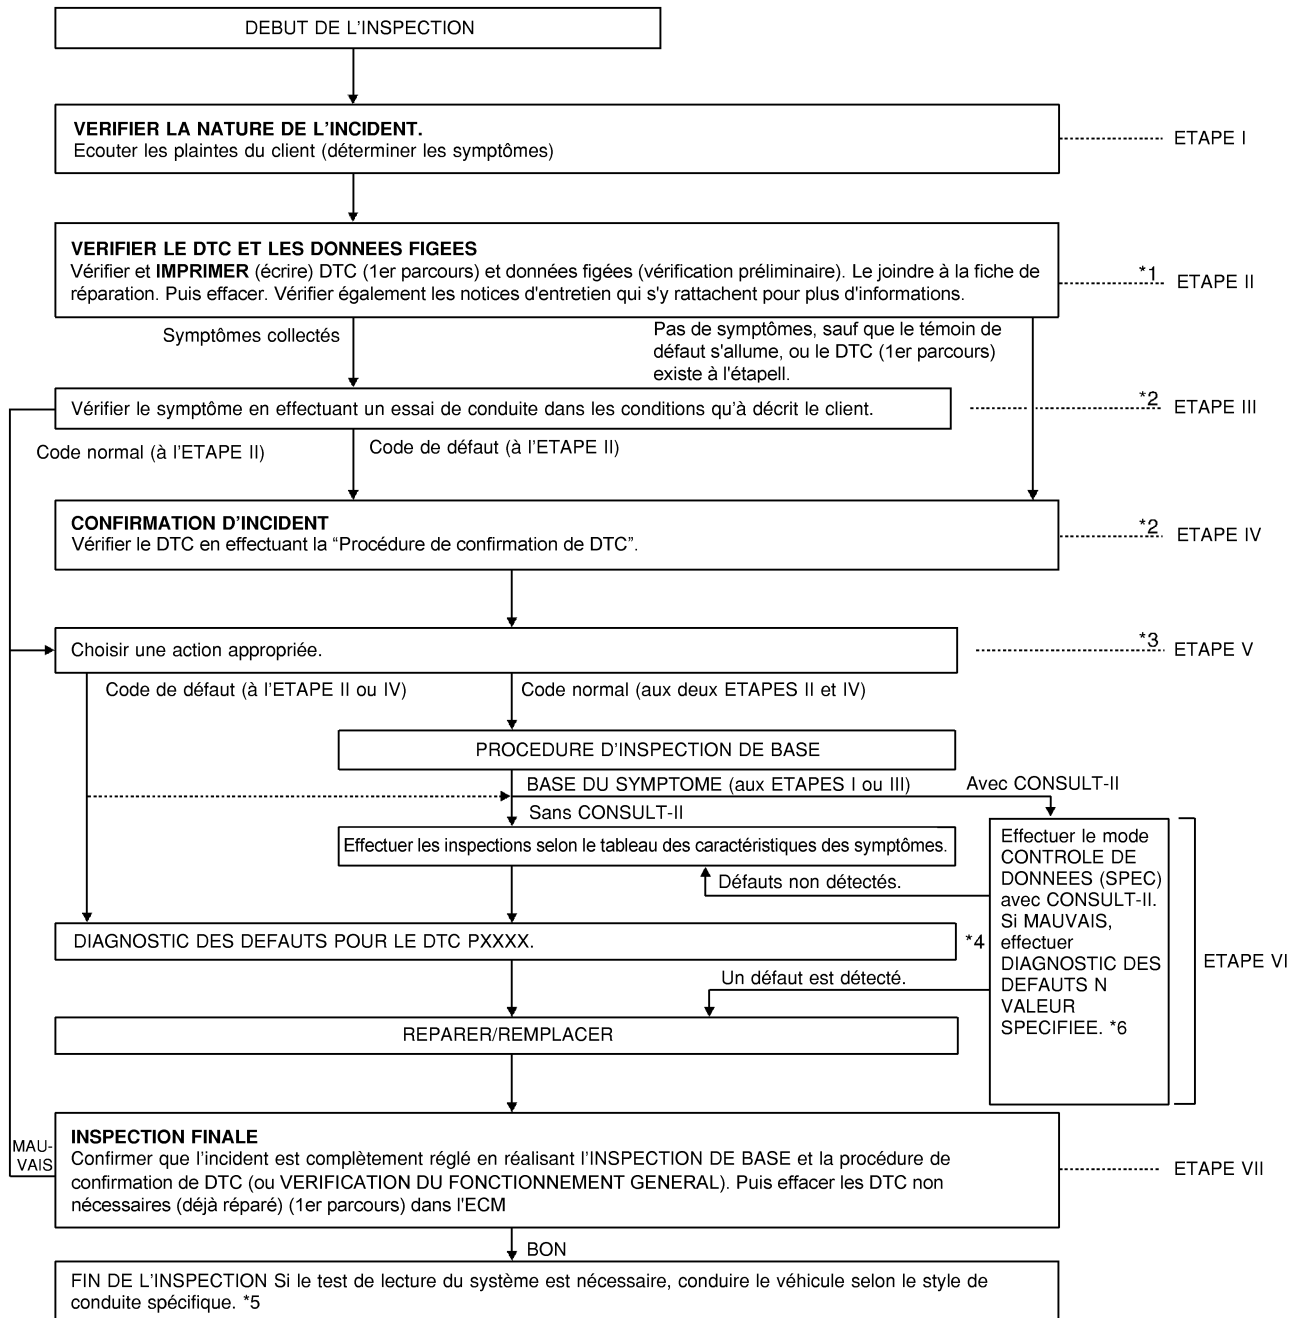 DEBUT DE L'INSPECTION
VERIFIER LA NATURE DE L'INCIDENT.
Ecouter les plaintes du client (déterminer les symptômes)
ETAPE I
VERIFIER LE DTC ET LES DONNEES FIGEES
Vérifier et IMPRIMER (écrire) DTC (1er parcours) et données figées (vérification préliminaire). Le joindre à la fiche de
réparation. Puis effacer. Vérifier également les notices d'entretien qui s'y rattachent pour plus d'informations.
*1
ETAPE II
Symptômes collectés
Pas de symptômes, sauf que le témoin de
défaut s'allume, ou le DTC (1er parcours)
existe à l'étapell.
Vérifier le symptôme en effectuant un essai de conduite dans les conditions qu'à décrit le client.
*2
ETAPE III
Code normal (à l'ETAPE II)
Code de défaut (à l'ETAPE II)
CONFIRMATION D'INCIDENT
Vérifier le DTC en effectuant la “Procédure de confirmation de DTC”.
*2
ETAPE IV
Choisir une action appropriée.
*3
ETAPE V
Code de défaut (à l'ETAPE II ou IV)
Code normal (aux deux ETAPES II et IV)
PROCEDURE D'INSPECTION DE BASE
BASE DU SYMPTOME (aux ETAPES I ou III)
Avec CONSULT-II
Sans CONSULT-II
Effectuer les inspections selon le tableau des caractéristiques des symptômes.
Défauts non détectés.
Effectuer le mode
CONTROLE DE
DONNEES (SPEC)
avec CONSULT-II.
Si MAUVAIS,
effectuer
DIAGNOSTIC DES
DEFAUTS N
VALEUR
SPECIFIEE. *6
ETAPE VI
DIAGNOSTIC DES DEFAUTS POUR LE DTC PXXXX.
*4
Un défaut est détecté.
REPARER/REMPLACER
MAU-
VAIS
INSPECTION FINALE
Confirmer que l'incident est complètement réglé en réalisant l'INSPECTION DE BASE et la procédure de
confirmation de DTC (ou VERIFICATION DU FONCTIONNEMENT GENERAL). Puis effacer les DTC non
nécessaires (déjà réparé) (1er parcours) dans l'ECM
ETAPE VII
BON
FIN DE L'INSPECTION Si le test de lecture du système est nécessaire, conduire le véhicule selon le style de
conduite spécifique. *5